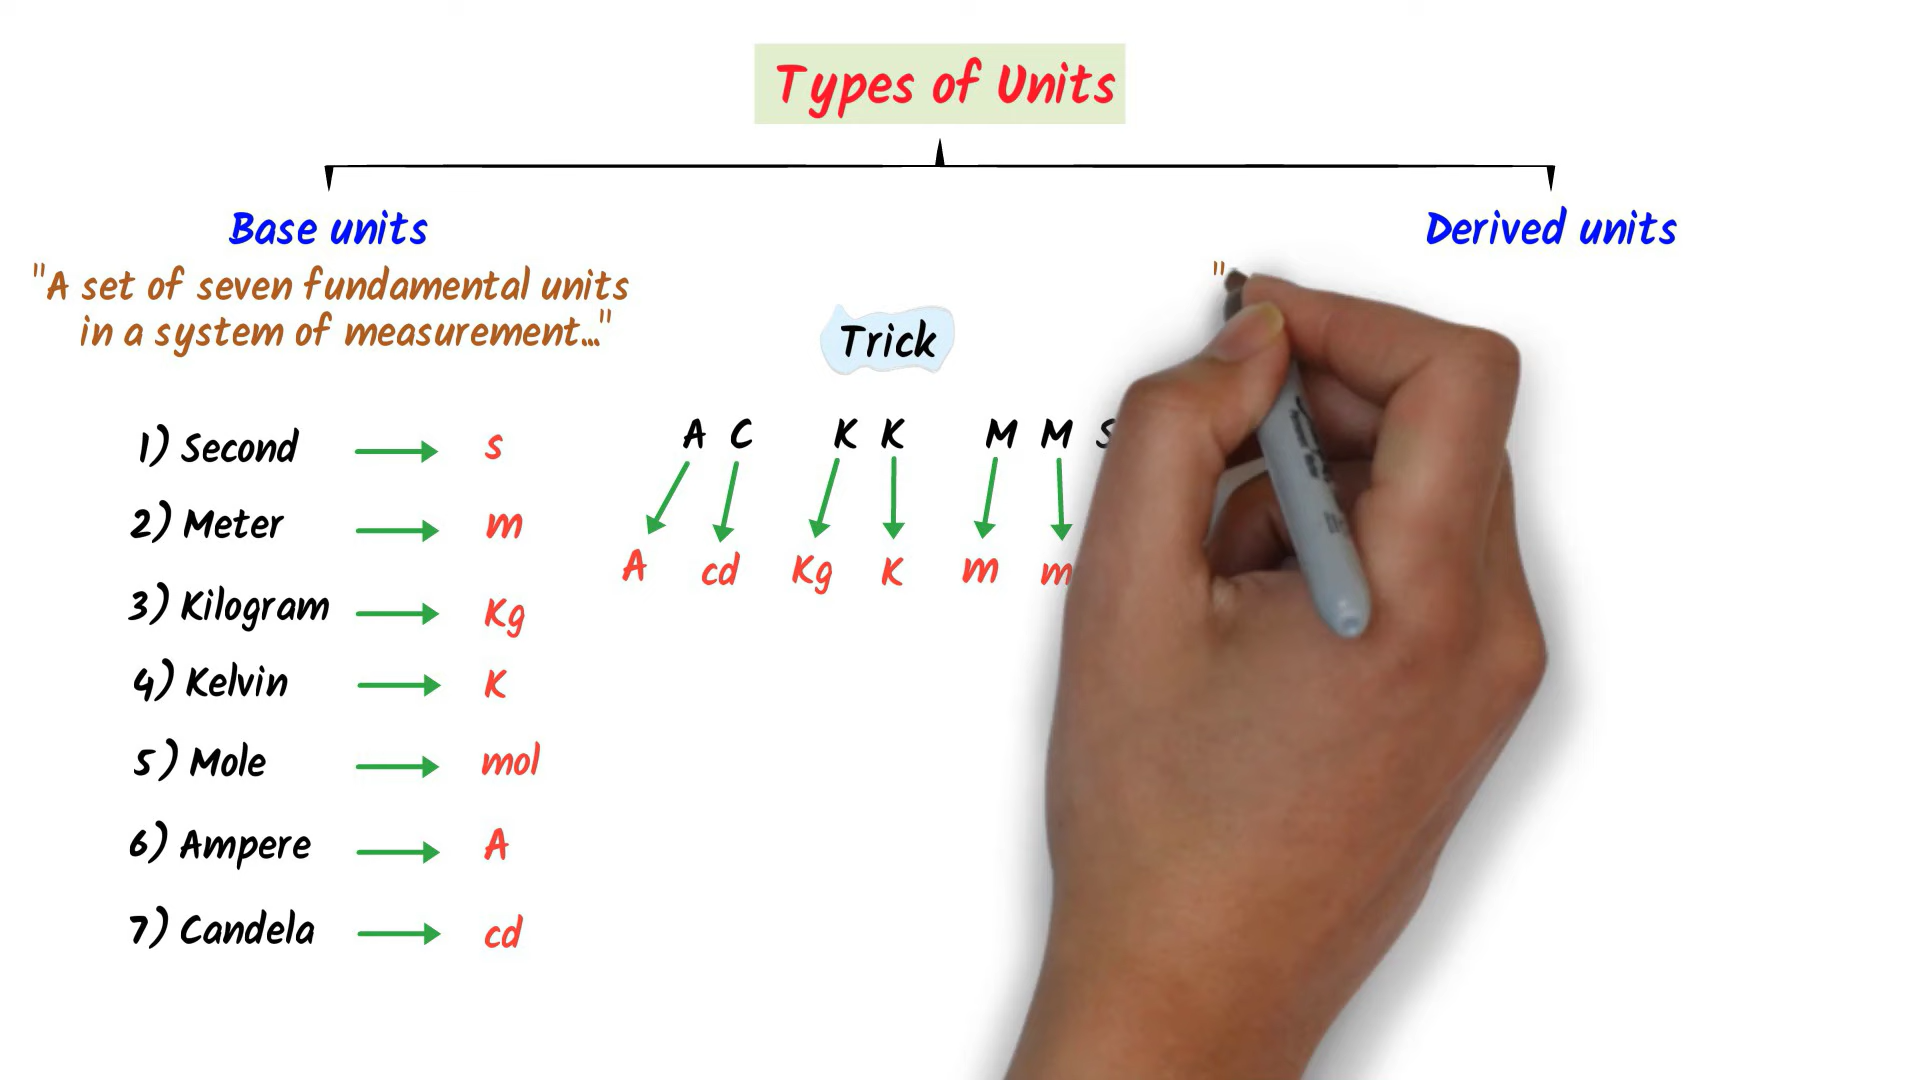 Types of Units
Base units
Derived units
"A set of seven fundamental units
in a system of measurement..."
"
Trick
A C K K M M S
A cd Kg K m m
1) Second s
2) Meter m
3) Kilogram Kg
4) Kelvin K
5) Mole mol
6) Ampere A
7) Candela cd